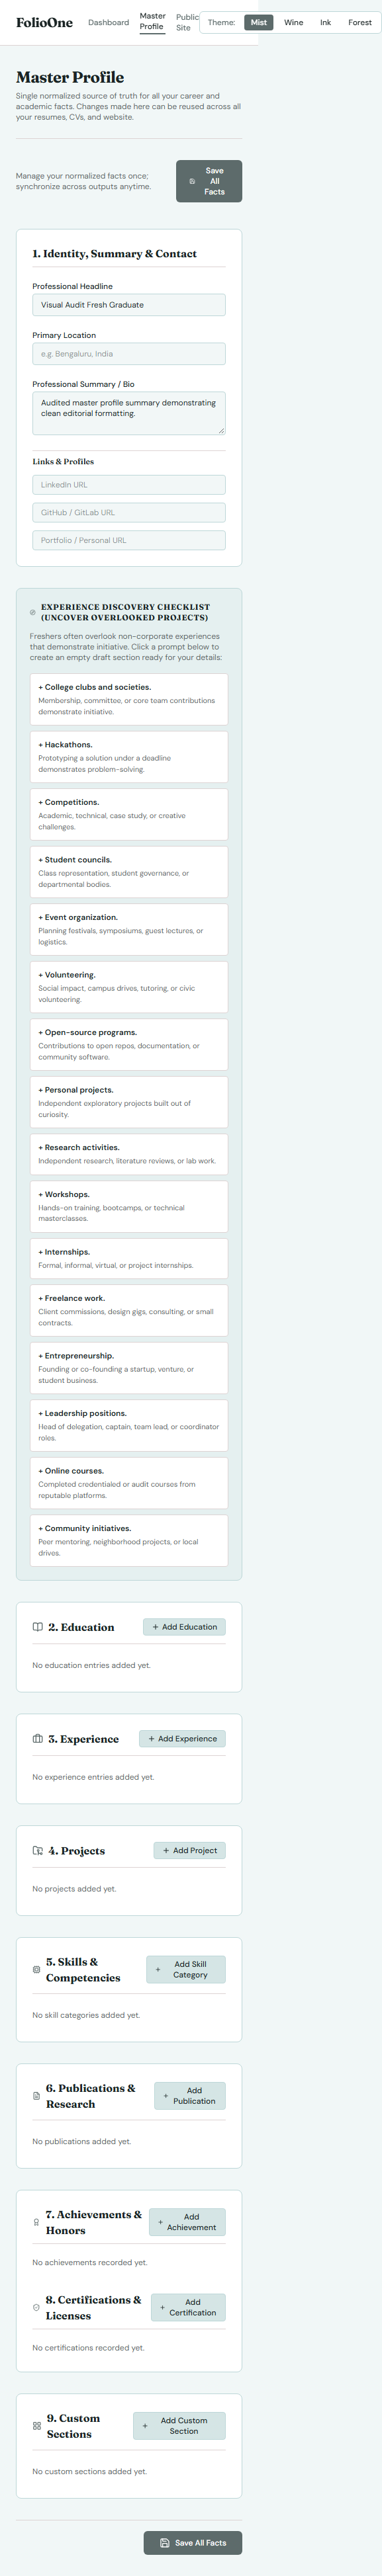 FolioOne
Dashboard
Master
Profile
Public
Site
Theme:
Mist
Wine
Ink
Forest
Master Profile
Single normalized source of truth for all your career and
academic facts. Changes made here can be reused across all
your resumes, CVs, and website.
Manage your normalized facts once;
synchronize across outputs anytime.
Save
All
Facts
1. Identity, Summary & Contact
Professional Headline
Visual Audit Fresh Graduate
Primary Location
e.g. Bengaluru, India
Professional Summary / Bio
Audited master profile summary demonstrating
clean editorial formatting.
Links & Profiles
LinkedIn URL
GitHub / GitLab URL
Portfolio / Personal URL
EXPERIENCE DISCOVERY CHECKLIST
(UNCOVER OVERLOOKED PROJECTS)
Freshers often overlook non-corporate experiences
that demonstrate initiative. Click a prompt below to
create an empty draft section ready for your details:
+ College clubs and societies.
Membership, committee, or core team contributions
demonstrate initiative.
+ Hackathons.
Prototyping a solution under a deadline
demonstrates problem-solving.
+ Competitions.
Academic, technical, case study, or creative
challenges.
+ Student councils.
Class representation, student governance, or
departmental bodies.
+ Event organization.
Planning festivals, symposiums, guest lectures, or
logistics.
+ Volunteering.
Social impact, campus drives, tutoring, or civic
volunteering.
+ Open-source programs.
Contributions to open repos, documentation, or
community software.
+ Personal projects.
Independent exploratory projects built out of
curiosity.
+ Research activities.
Independent research, literature reviews, or lab work.
+ Workshops.
Hands-on training, bootcamps, or technical
masterclasses.
+ Internships.
Formal, informal, virtual, or project internships.
+ Freelance work.
Client commissions, design gigs, consulting, or small
contracts.
+ Entrepreneurship.
Founding or co-founding a startup, venture, or
student business.
+ Leadership positions.
Head of delegation, captain, team lead, or coordinator
roles.
+ Online courses.
Completed credentialed or audit courses from
reputable platforms.
+ Community initiatives.
Peer mentoring, neighborhood projects, or local
drives.
2. Education
+ Add Education
No education entries added yet.
3. Experience
+ Add Experience
No experience entries added yet.
4. Projects
+ Add Project
No projects added yet.
5. Skills &
Competencies
+ Add Skill
Category
No skill categories added yet.
6. Publications &
Research
+ Add
Publication
No publications added yet.
7. Achievements &
Honors
+ Add
Achievement
No achievements recorded yet.
8. Certifications &
Licenses
+ Add
Certification
No certifications recorded yet.
9. Custom
Sections
+ Add Custom
Section
No custom sections added yet.
Save All Facts